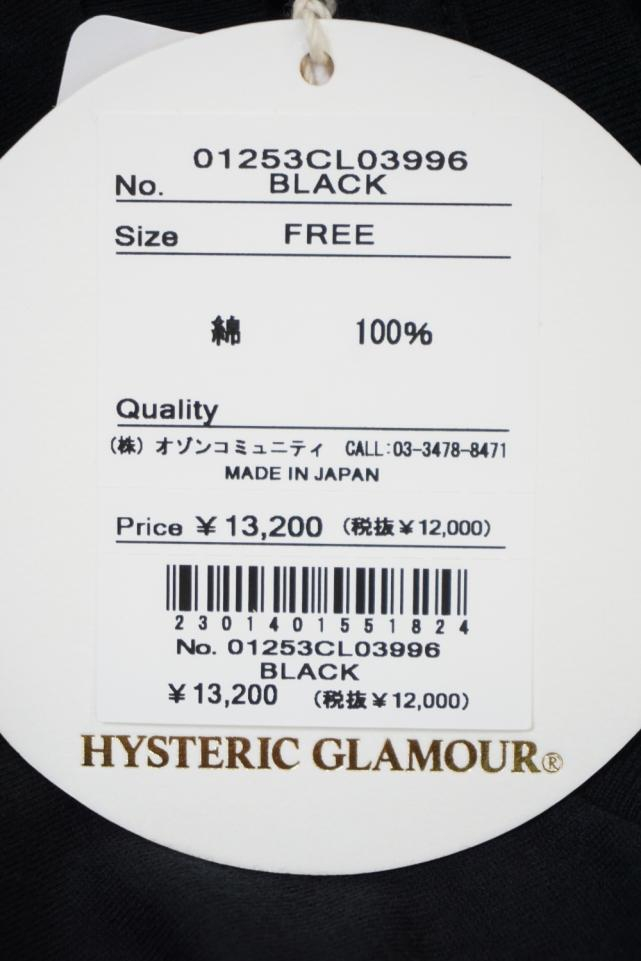 01253CL03996
No. BLACK
Size FREE
綿 100%
Quality
(株) オゾンコミュニティ CALL:03-3478-8471
MADE IN JAPAN
Price ¥13,200 (税抜¥12,000)
2301401551824
No. 01253CL03996
BLACK
¥13,200 (税抜¥12,000)
HYSTERIC GLAMOUR®